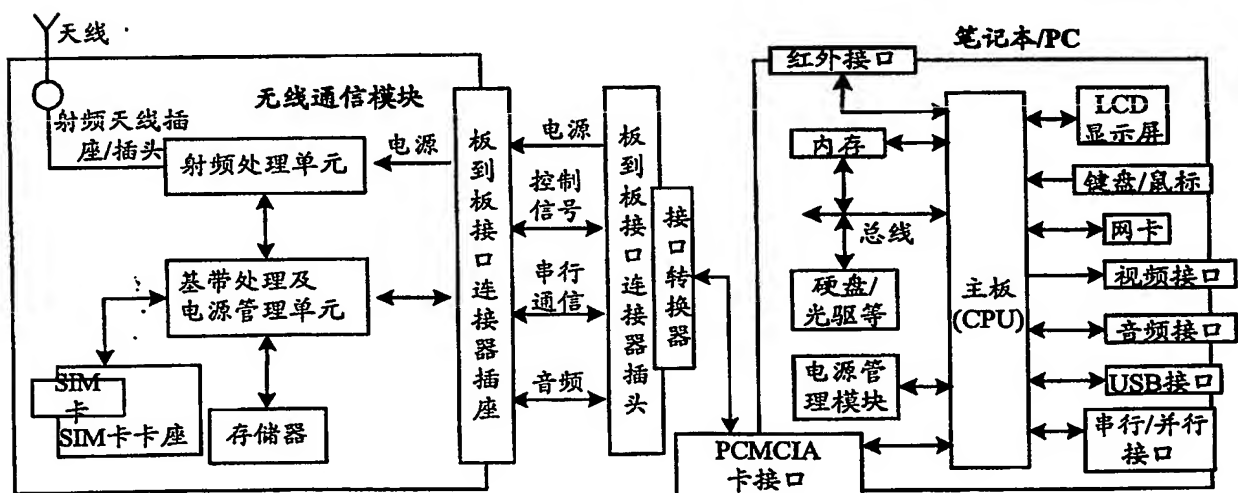 天线
笔记本/PC
无线通信模块
射频天线插
座/插头
射频处理单元
电源
基带处理及
电源管理单元
SIM
卡
SIM卡卡座
存储器
板到板接口连接器插座
电源
控制
信号
串行
通信
音频
板到板接口连接器插头
接口转换器
红外接口
内存
总线
硬盘/
光驱等
电源管
理模块
PCMCIA
卡接口
主板
(CPU)
LCD
显示屏
键盘/鼠标
网卡
视频接口
音频接口
USB接口
串行/并行
接口